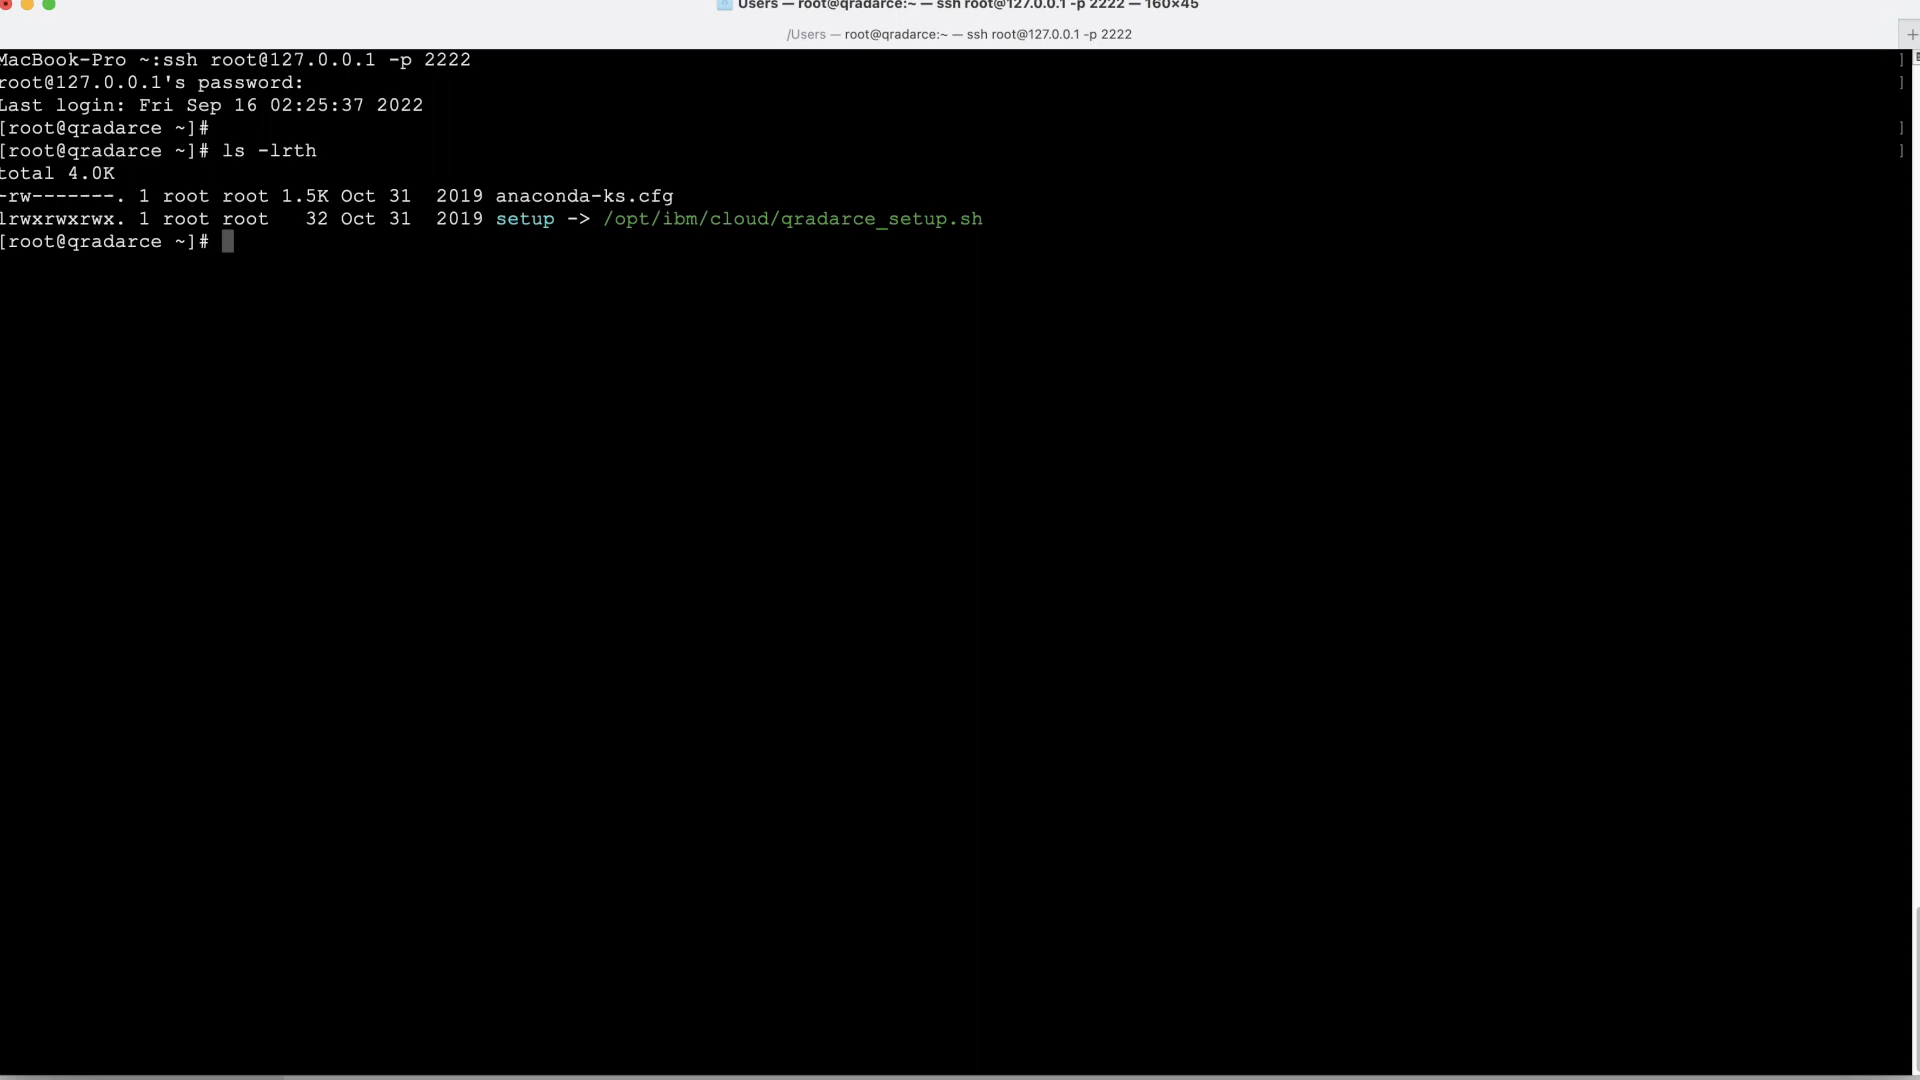 Users — root@qradarce:~ — ssh root@127.0.0.1 -p 2222 — 160×45
/Users — root@qradarce:~ — ssh root@127.0.0.1 -p 2222
MacBook-Pro ~:ssh root@127.0.0.1 -p 2222
root@127.0.0.1's password:
Last login: Fri Sep 16 02:25:37 2022
[root@qradarce ~]#
[root@qradarce ~]# ls -lrth
total 4.0K
-rw-------. 1 root root 1.5K Oct 31  2019 anaconda-ks.cfg
lrwxrwxrwx. 1 root root   32 Oct 31  2019 setup -> /opt/ibm/cloud/qradarce_setup.sh
[root@qradarce ~]#